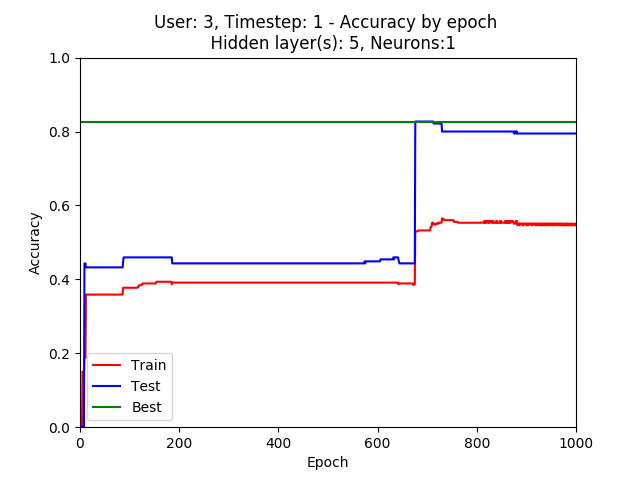 User: 3, Timestep: 1 - Accuracy by epoch
Hidden layer(s): 5, Neurons:1
1.0
0.8
0.6
0.4
0.2
0.0
Accuracy
Train
Test
Best
0 200 400 600 800 1000
Epoch